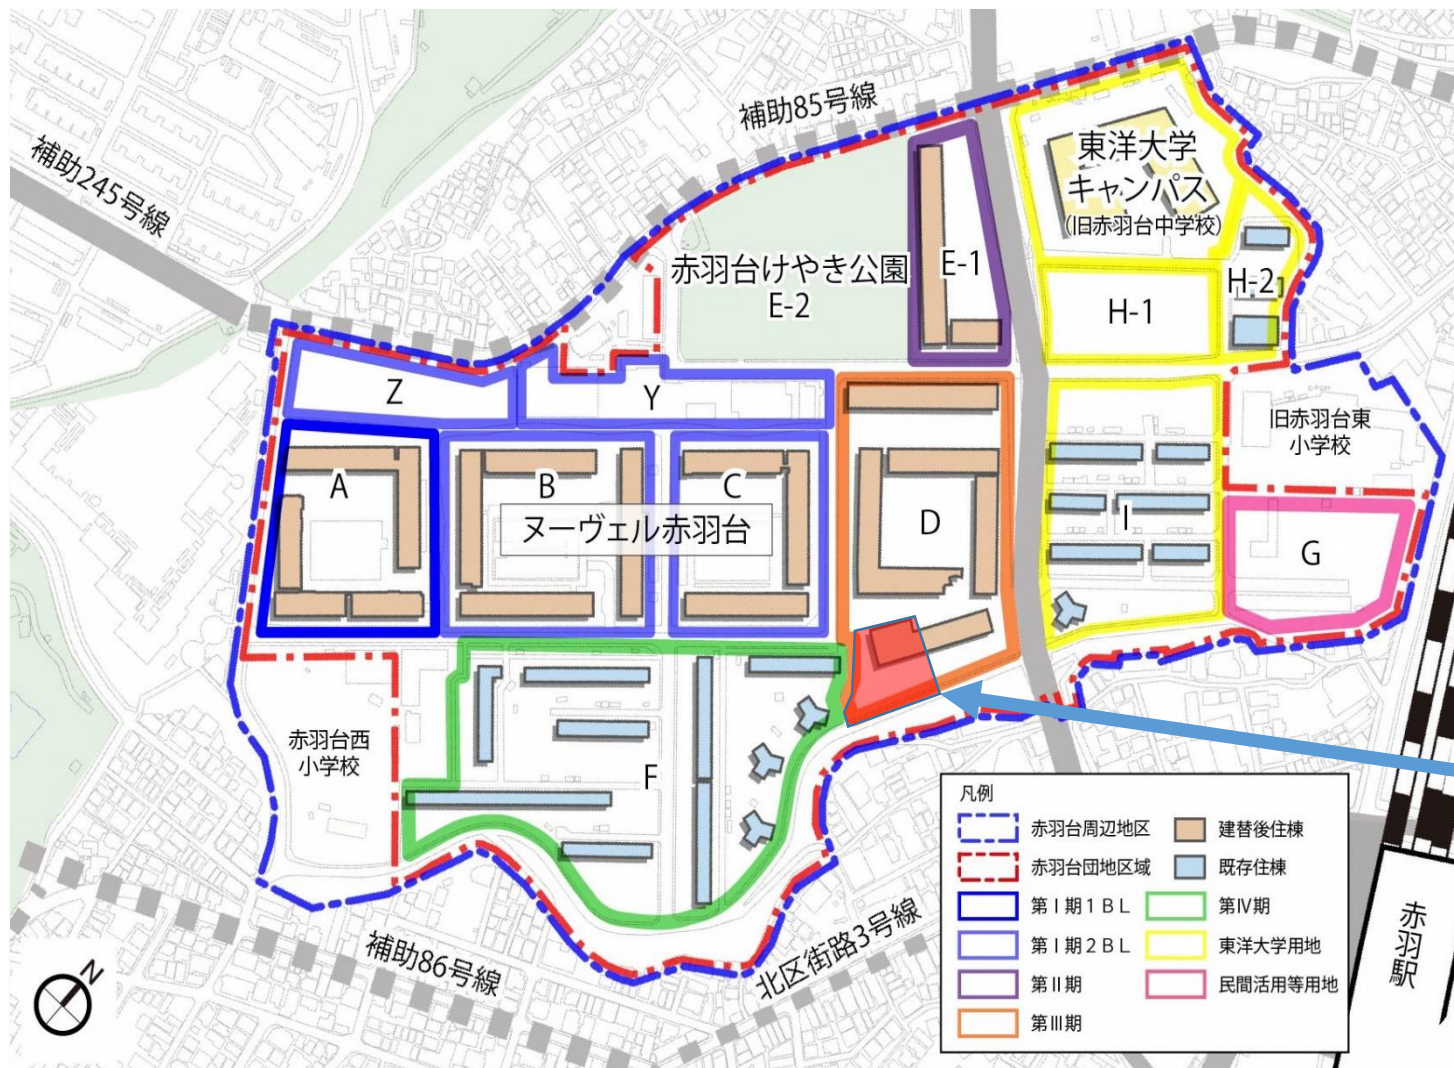 補助85号線
補助245号線
東洋大学
キャンパス
(旧赤羽台中学校)
赤羽台けやき公園
E-2
E-1
H-1
H-2
Z
Y
旧赤羽台東
小学校
A
B
C
ヌーヴェル赤羽台
D
I
G
赤羽台西
小学校
F
補助86号線
北区街路3号線
赤羽駅
N
凡例
赤羽台周辺地区
建替後住棟
赤羽台団地区域
既存住棟
第Ⅰ期1BL
第Ⅳ期
第Ⅰ期2BL
東洋大学用地
第Ⅱ期
民間活用等用地
第Ⅲ期